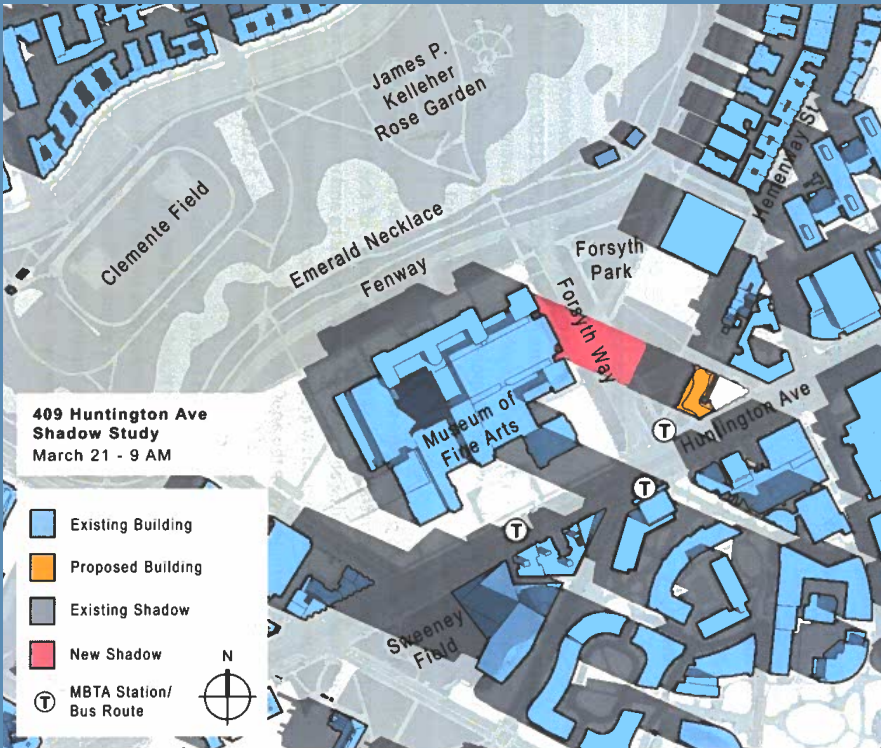 James P.
Kelleher
Rose Garden
Hemenway St
Clemente Field
Emerald Necklace
Fenway
Forsyth
Park
Forsyth Way
409 Huntington Ave
Shadow Study
March 21 - 9 AM
Museum of
Fine Arts
Huntington Ave
T
T
T
Existing Building
Proposed Building
Existing Shadow
New Shadow
T
MBTA Station/
Bus Route
N
Sweeney
Field